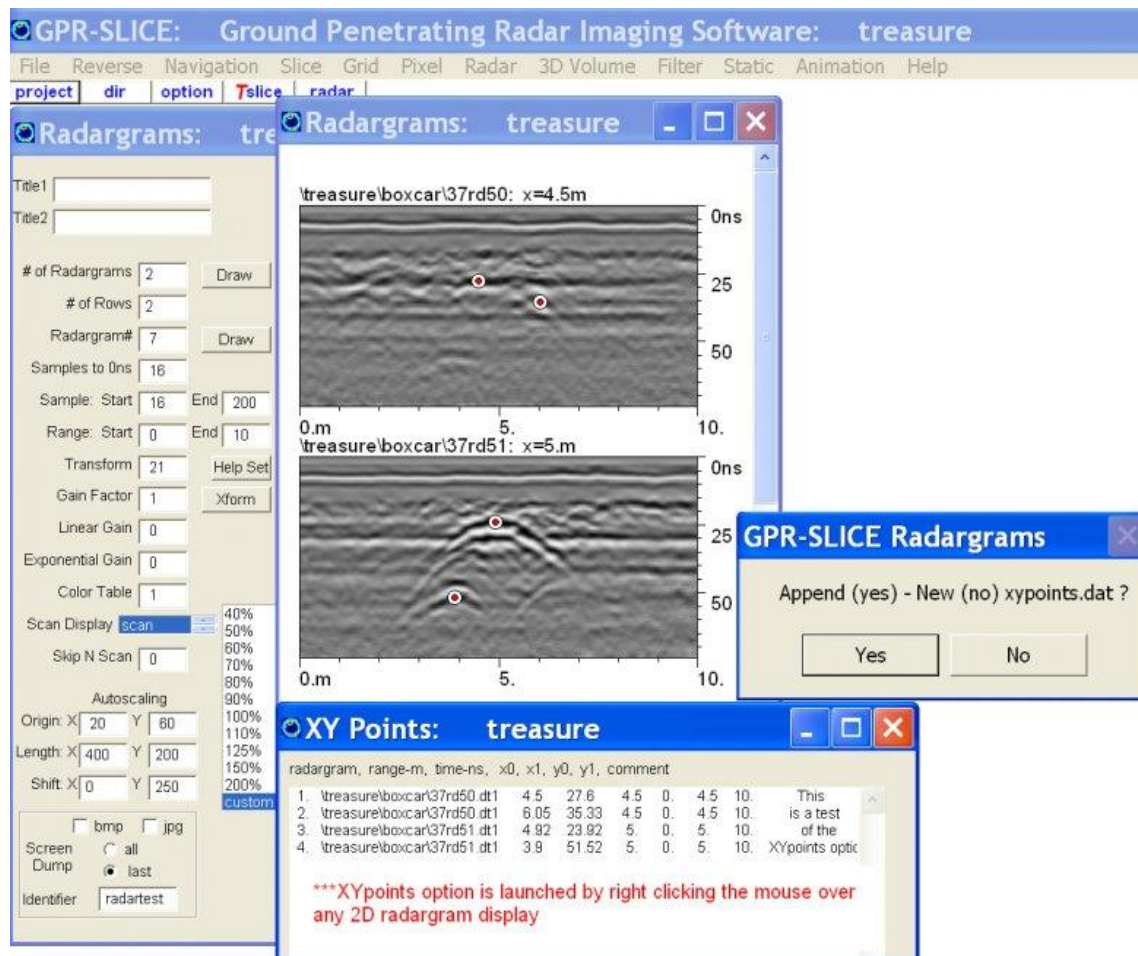 GPR-SLICE: Ground Penetrating Radar Imaging Software: treasure
File Reverse Navigation Slice Grid Pixel Radar 3D Volume Filter Static Animation Help
project dir option Tslice radar
Radargrams: tre
Title1
Title2
# of Radargrams 2 Draw
# of Rows 2
Radargram# 7 Draw
Samples to 0ns 16
Sample: Start 16 End 200
Range: Start 0 End 10
Transform 21 Help Set
Gain Factor 1 Xform
Linear Gain 0
Exponential Gain 0
Color Table 1
Scan Display scan
Skip N Scan 0
40%
50%
60%
70%
80%
90%
100%
110%
125%
150%
200%
custom
Autoscaling
Origin: X 20 Y 60
Length: X 400 Y 200
Shift: X 0 Y 250
bmp jpg
Screen Dump all
last
Identifier radartest
Radargrams: treasure
\treasure\boxcar\37rd50: x=4.5m
0ns
25
50
0.m 5. 10.
\treasure\boxcar\37rd51: x=5.m
0ns
25
50
0.m 5. 10.
GPR-SLICE Radargrams
Append (yes) - New (no) xypoints.dat ?
Yes No
XY Points: treasure
radargram, range-m, time-ns, x0, x1, y0, y1, comment
1. \treasure\boxcar\37rd50.dt1 4.5 27.6 4.5 0. 4.5 10. This
2. \treasure\boxcar\37rd50.dt1 6.05 35.33 4.5 0. 4.5 10. is a test
3. \treasure\boxcar\37rd51.dt1 4.92 23.92 5. 0. 5. 10. of the
4. \treasure\boxcar\37rd51.dt1 3.9 51.52 5. 0. 5. 10. XYpoints optic
***XYpoints option is launched by right clicking the mouse over
any 2D radargram display